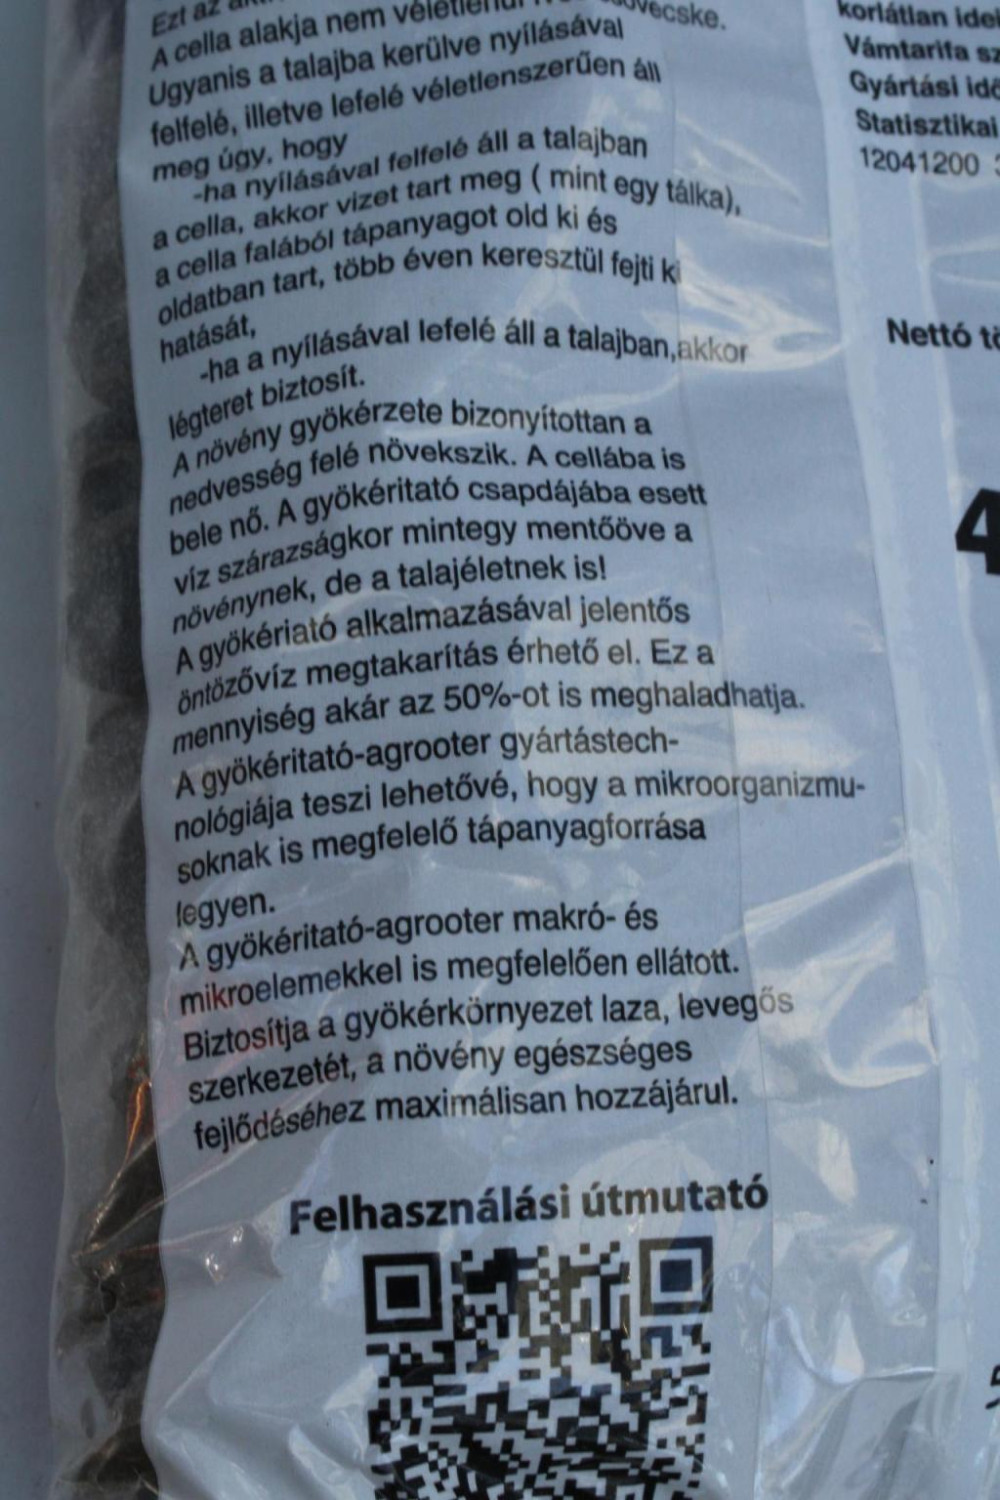 Ezt az
A cella alakja nem
Ugyanis a talajba kerülve nyílásával
felfelé, illetve lefelé véletlenszerűen áll
meg úgy, hogy
-ha nyílásával felfelé áll a talajban
a cella, akkor vizet tart meg ( mint egy tálka),
a cella falából tápanyagot old ki és
oldatban tart, több éven keresztül fejti ki
hatását,
-ha a nyílásával lefelé áll a talajban,akkor
légteret biztosít.
A növény gyökérzete bizonyítottan a
nedvesség felé növekszik. A cellába is
bele nő. A gyökéritató csapdájába esett
víz szárazságkor mintegy mentőöve a
növénynek, de a talajéletnek is!
A gyökériató alkalmazásával jelentős
öntözővíz megtakarítás érhető el. Ez a
mennyiség akár az 50%-ot is meghaladhatja.
A gyökéritató-agrooter gyártástech-
nológiája teszi lehetővé, hogy a mikroorganizmu-
soknak is megfelelő tápanyagforrása
legyen.
A gyökéritató-agrooter makró- és
mikroelemekkel is megfelelően ellátott.
Biztosítja a gyökérkörnyezet laza, levegős
szerkezetét, a növény egészséges
fejlődéséhez maximálisan hozzájárul.
Felhasználási útmutató
korlátlan
Vámtarifa
Gyártási
Statisztikai
12041200
Nettó
4